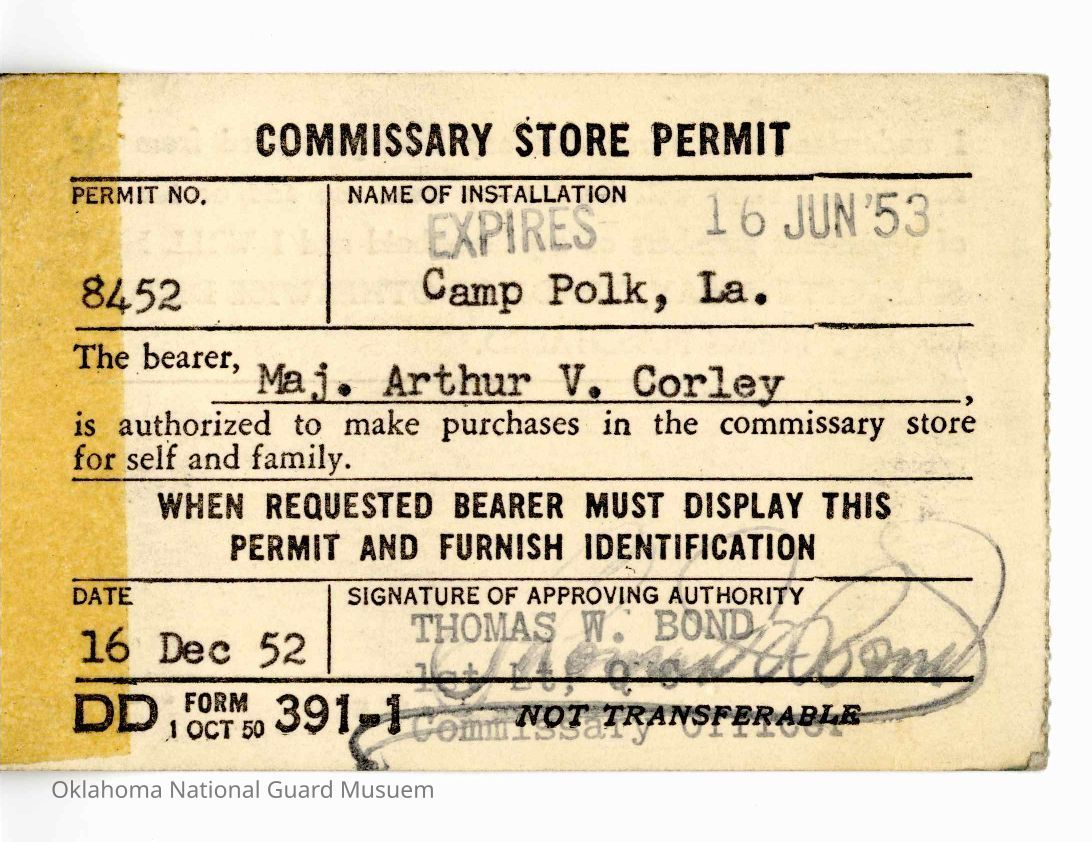 COMMISSARY STORE PERMIT
PERMIT NO.
8452
NAME OF INSTALLATION
EXPIRES 16 JUN '53
Camp Polk, La.
The bearer, Maj. Arthur V. Corley,
is authorized to make purchases in the commissary store
for self and family.
WHEN REQUESTED BEARER MUST DISPLAY THIS
PERMIT AND FURNISH IDENTIFICATION
DATE
16 Dec 52
SIGNATURE OF APPROVING AUTHORITY
THOMAS W. BOND
1st Lt, QMC
Thomas W Bond
Commissary Officer
DD FORM 391-1
1 OCT 50
NOT TRANSFERABLE
Oklahoma National Guard Musuem